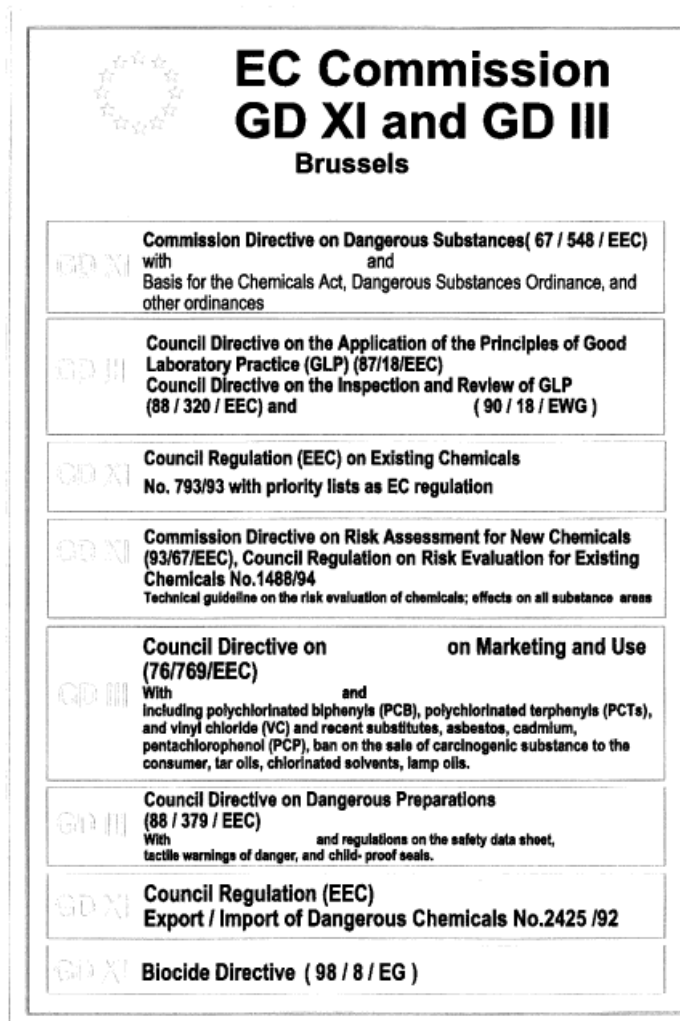 EC Commission
GD XI and GD III
Brussels
GD XI
Commission Directive on Dangerous Substances( 67 / 548 / EEC)
with and
Basis for the Chemicals Act, Dangerous Substances Ordinance, and
other ordinances
GD III
Council Directive on the Application of the Principles of Good
Laboratory Practice (GLP) (87/18/EEC)
Council Directive on the Inspection and Review of GLP
(88 / 320 / EEC) and ( 90 / 18 / EWG )
GD XI
Council Regulation (EEC) on Existing Chemicals
No. 793/93 with priority lists as EC regulation
GD XI
Commission Directive on Risk Assessment for New Chemicals
(93/67/EEC), Council Regulation on Risk Evaluation for Existing
Chemicals No.1488/94
Technical guideline on the risk evaluation of chemicals; effects on all substance areas
GD III
Council Directive on on Marketing and Use
(76/769/EEC)
With and
including polychlorinated biphenyls (PCB), polychlorinated terphenyls (PCTs),
and vinyl chloride (VC) and recent substitutes, asbestos, cadmium,
pentachlorophenol (PCP), ban on the sale of carcinogenic substance to the
consumer, tar oils, chlorinated solvents, lamp oils.
GD III
Council Directive on Dangerous Preparations
(88 / 379 / EEC)
With and regulations on the safety data sheet,
tactile warnings of danger, and child- proof seals.
GD XI
Council Regulation (EEC)
Export / Import of Dangerous Chemicals No.2425 /92
GD XI
Biocide Directive ( 98 / 8 / EG )